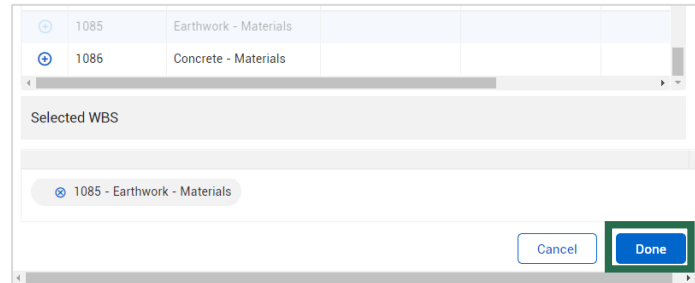 1085 Earthwork - Materials
1086 Concrete - Materials
Selected WBS
1085 - Earthwork - Materials
Cancel Done